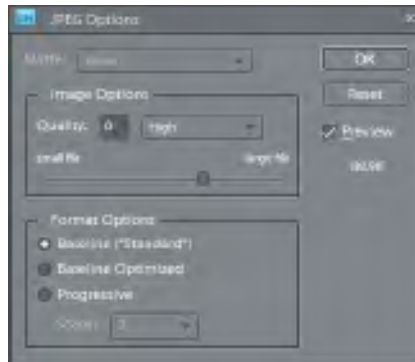 JPEG Options
Matte:
OK
Image Options
Reset
Quality: High
Preview
small file large file
Format Options
Baseline ("Standard")
Baseline Optimized
Progressive
Scans: 3